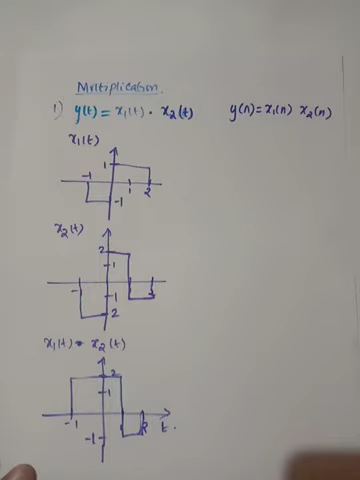 Multiplication.
1) y(t) = x₁(t) • x₂(t) y(n) = x₁(n) x₂(n)
x₁(t)
1
-1 1 2
-1
x₂(t)
2
1
-1
1
2
x₁(t) • x₂(t)
2
1
-1 2 t.
-1